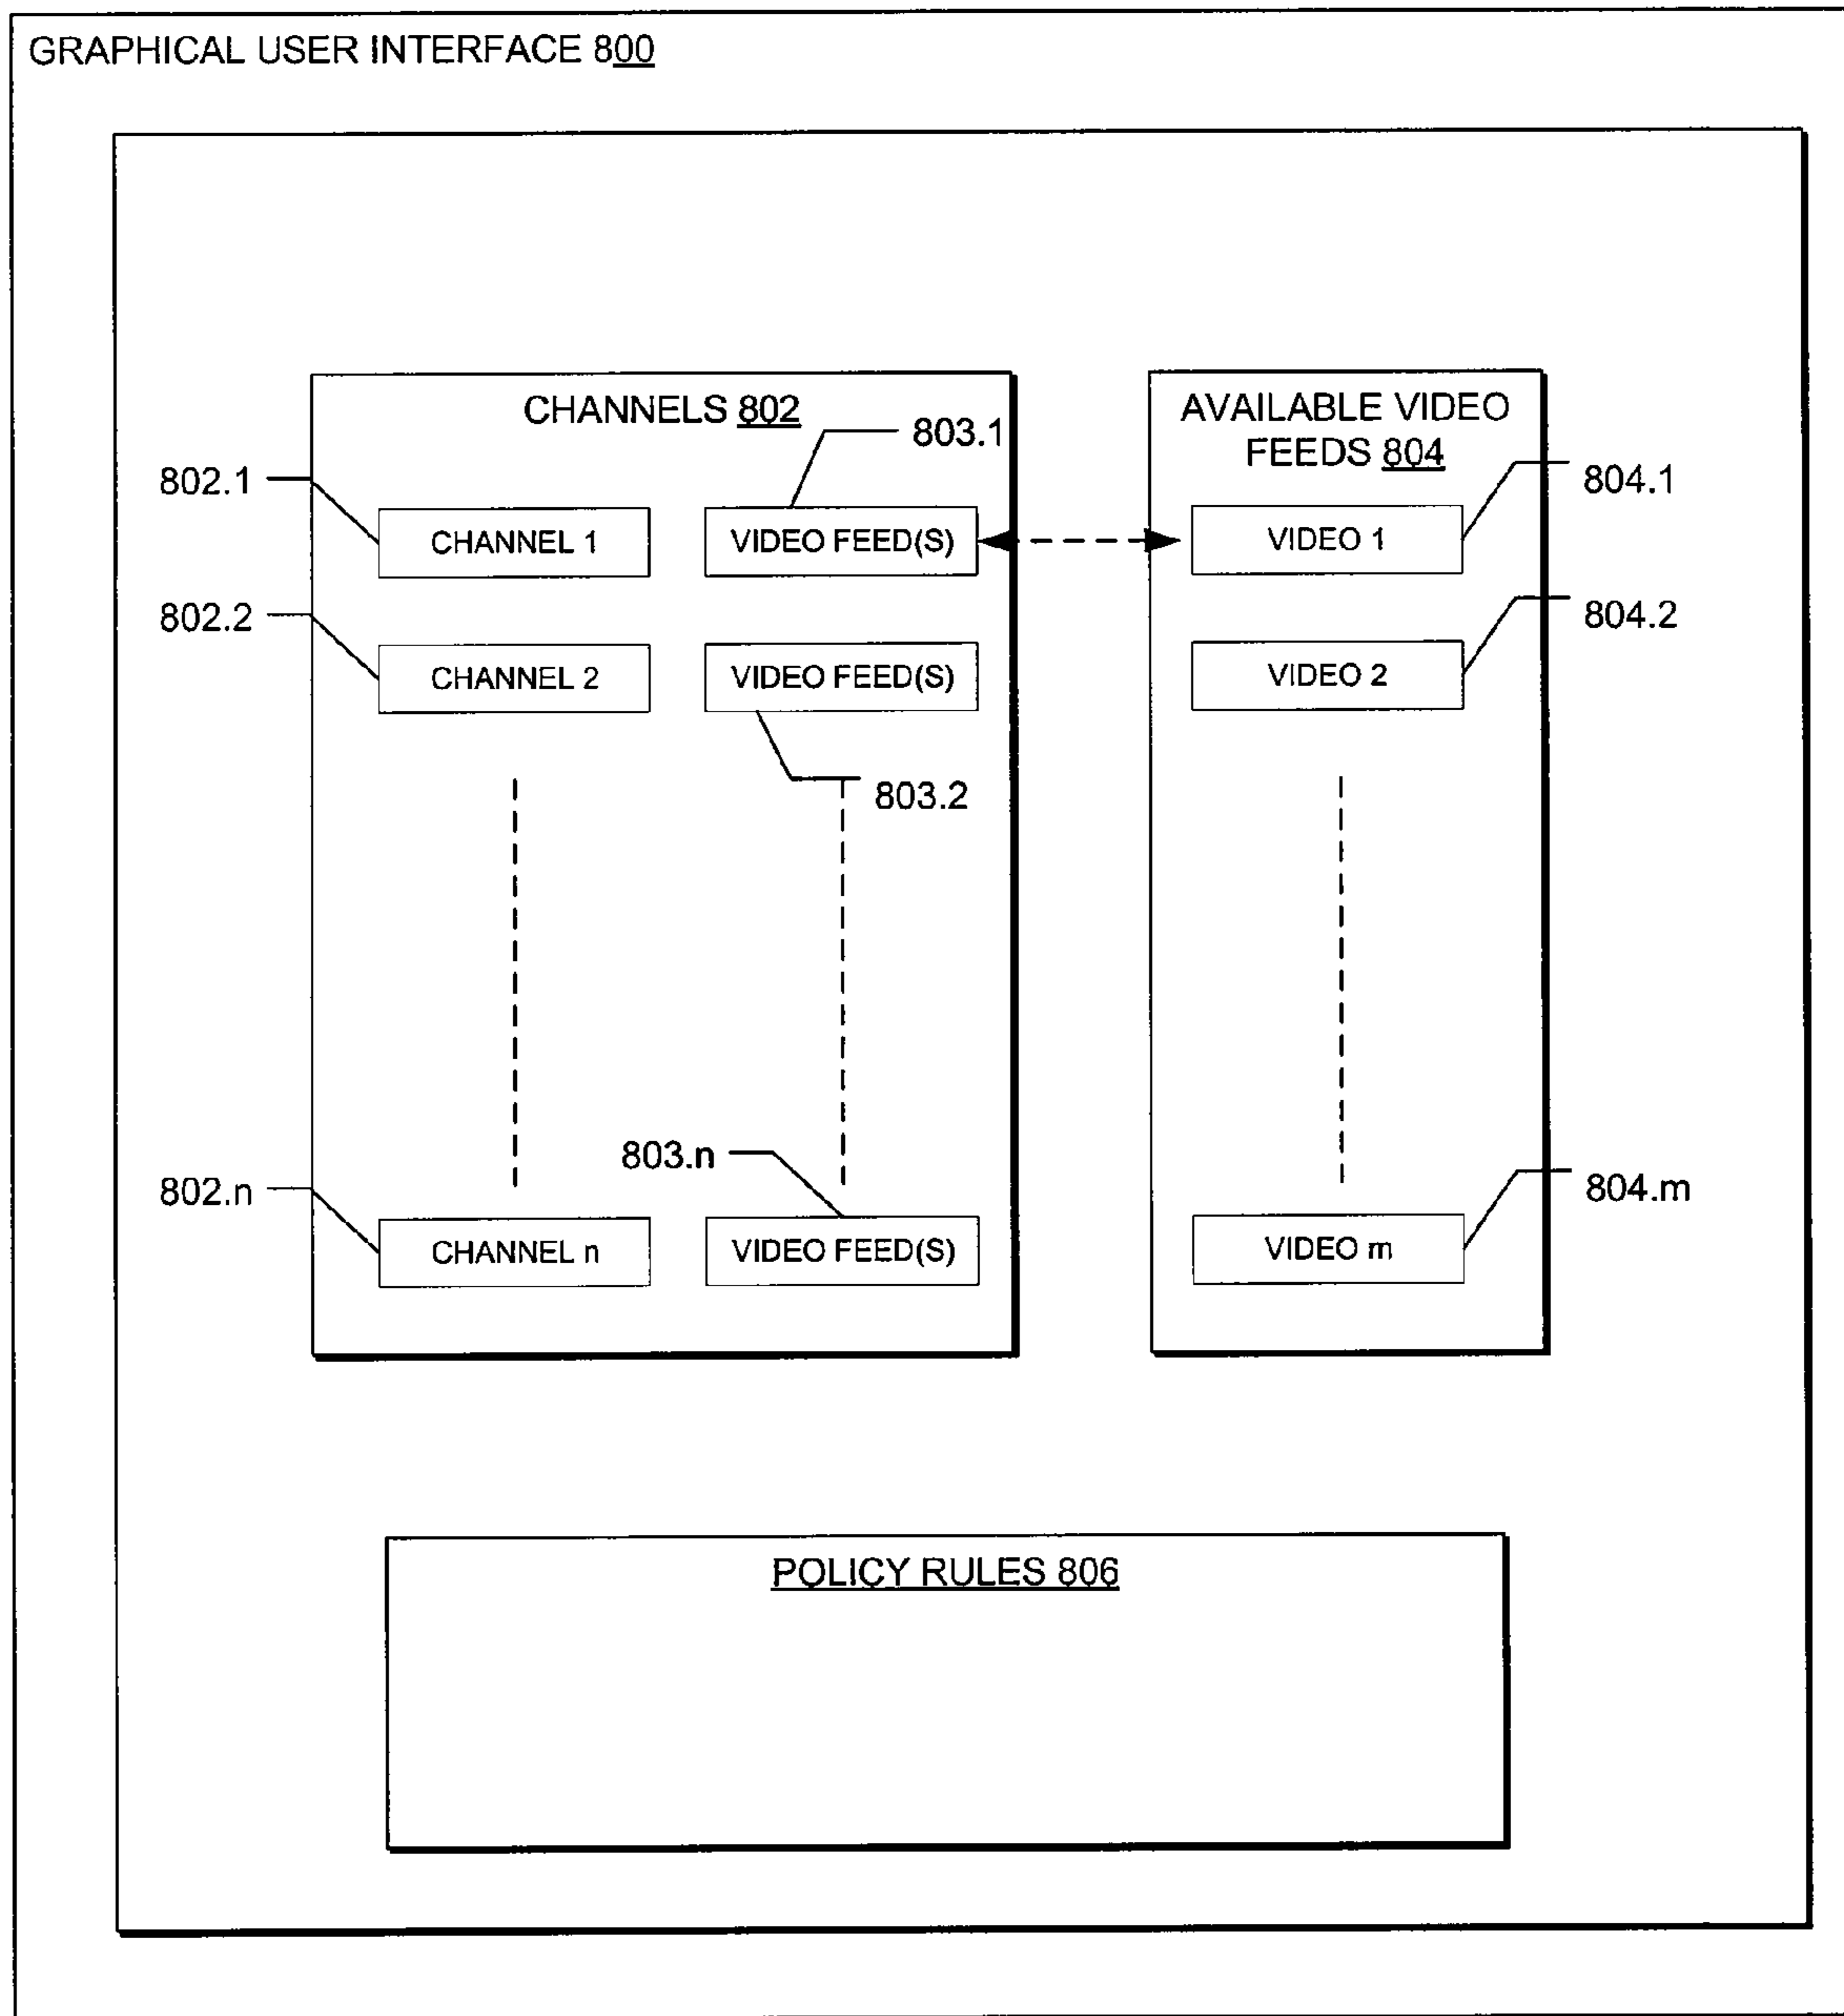 GRAPHICAL USER INTERFACE 800
CHANNELS 802
803.1
AVAILABLE VIDEO
FEEDS 804
802.1
804.1
CHANNEL 1
VIDEO FEED(S)
VIDEO 1
802.2
804.2
CHANNEL 2
VIDEO FEED(S)
VIDEO 2
803.2
803.n
802.n
804.m
CHANNEL n
VIDEO FEED(S)
VIDEO m
POLICY RULES 806